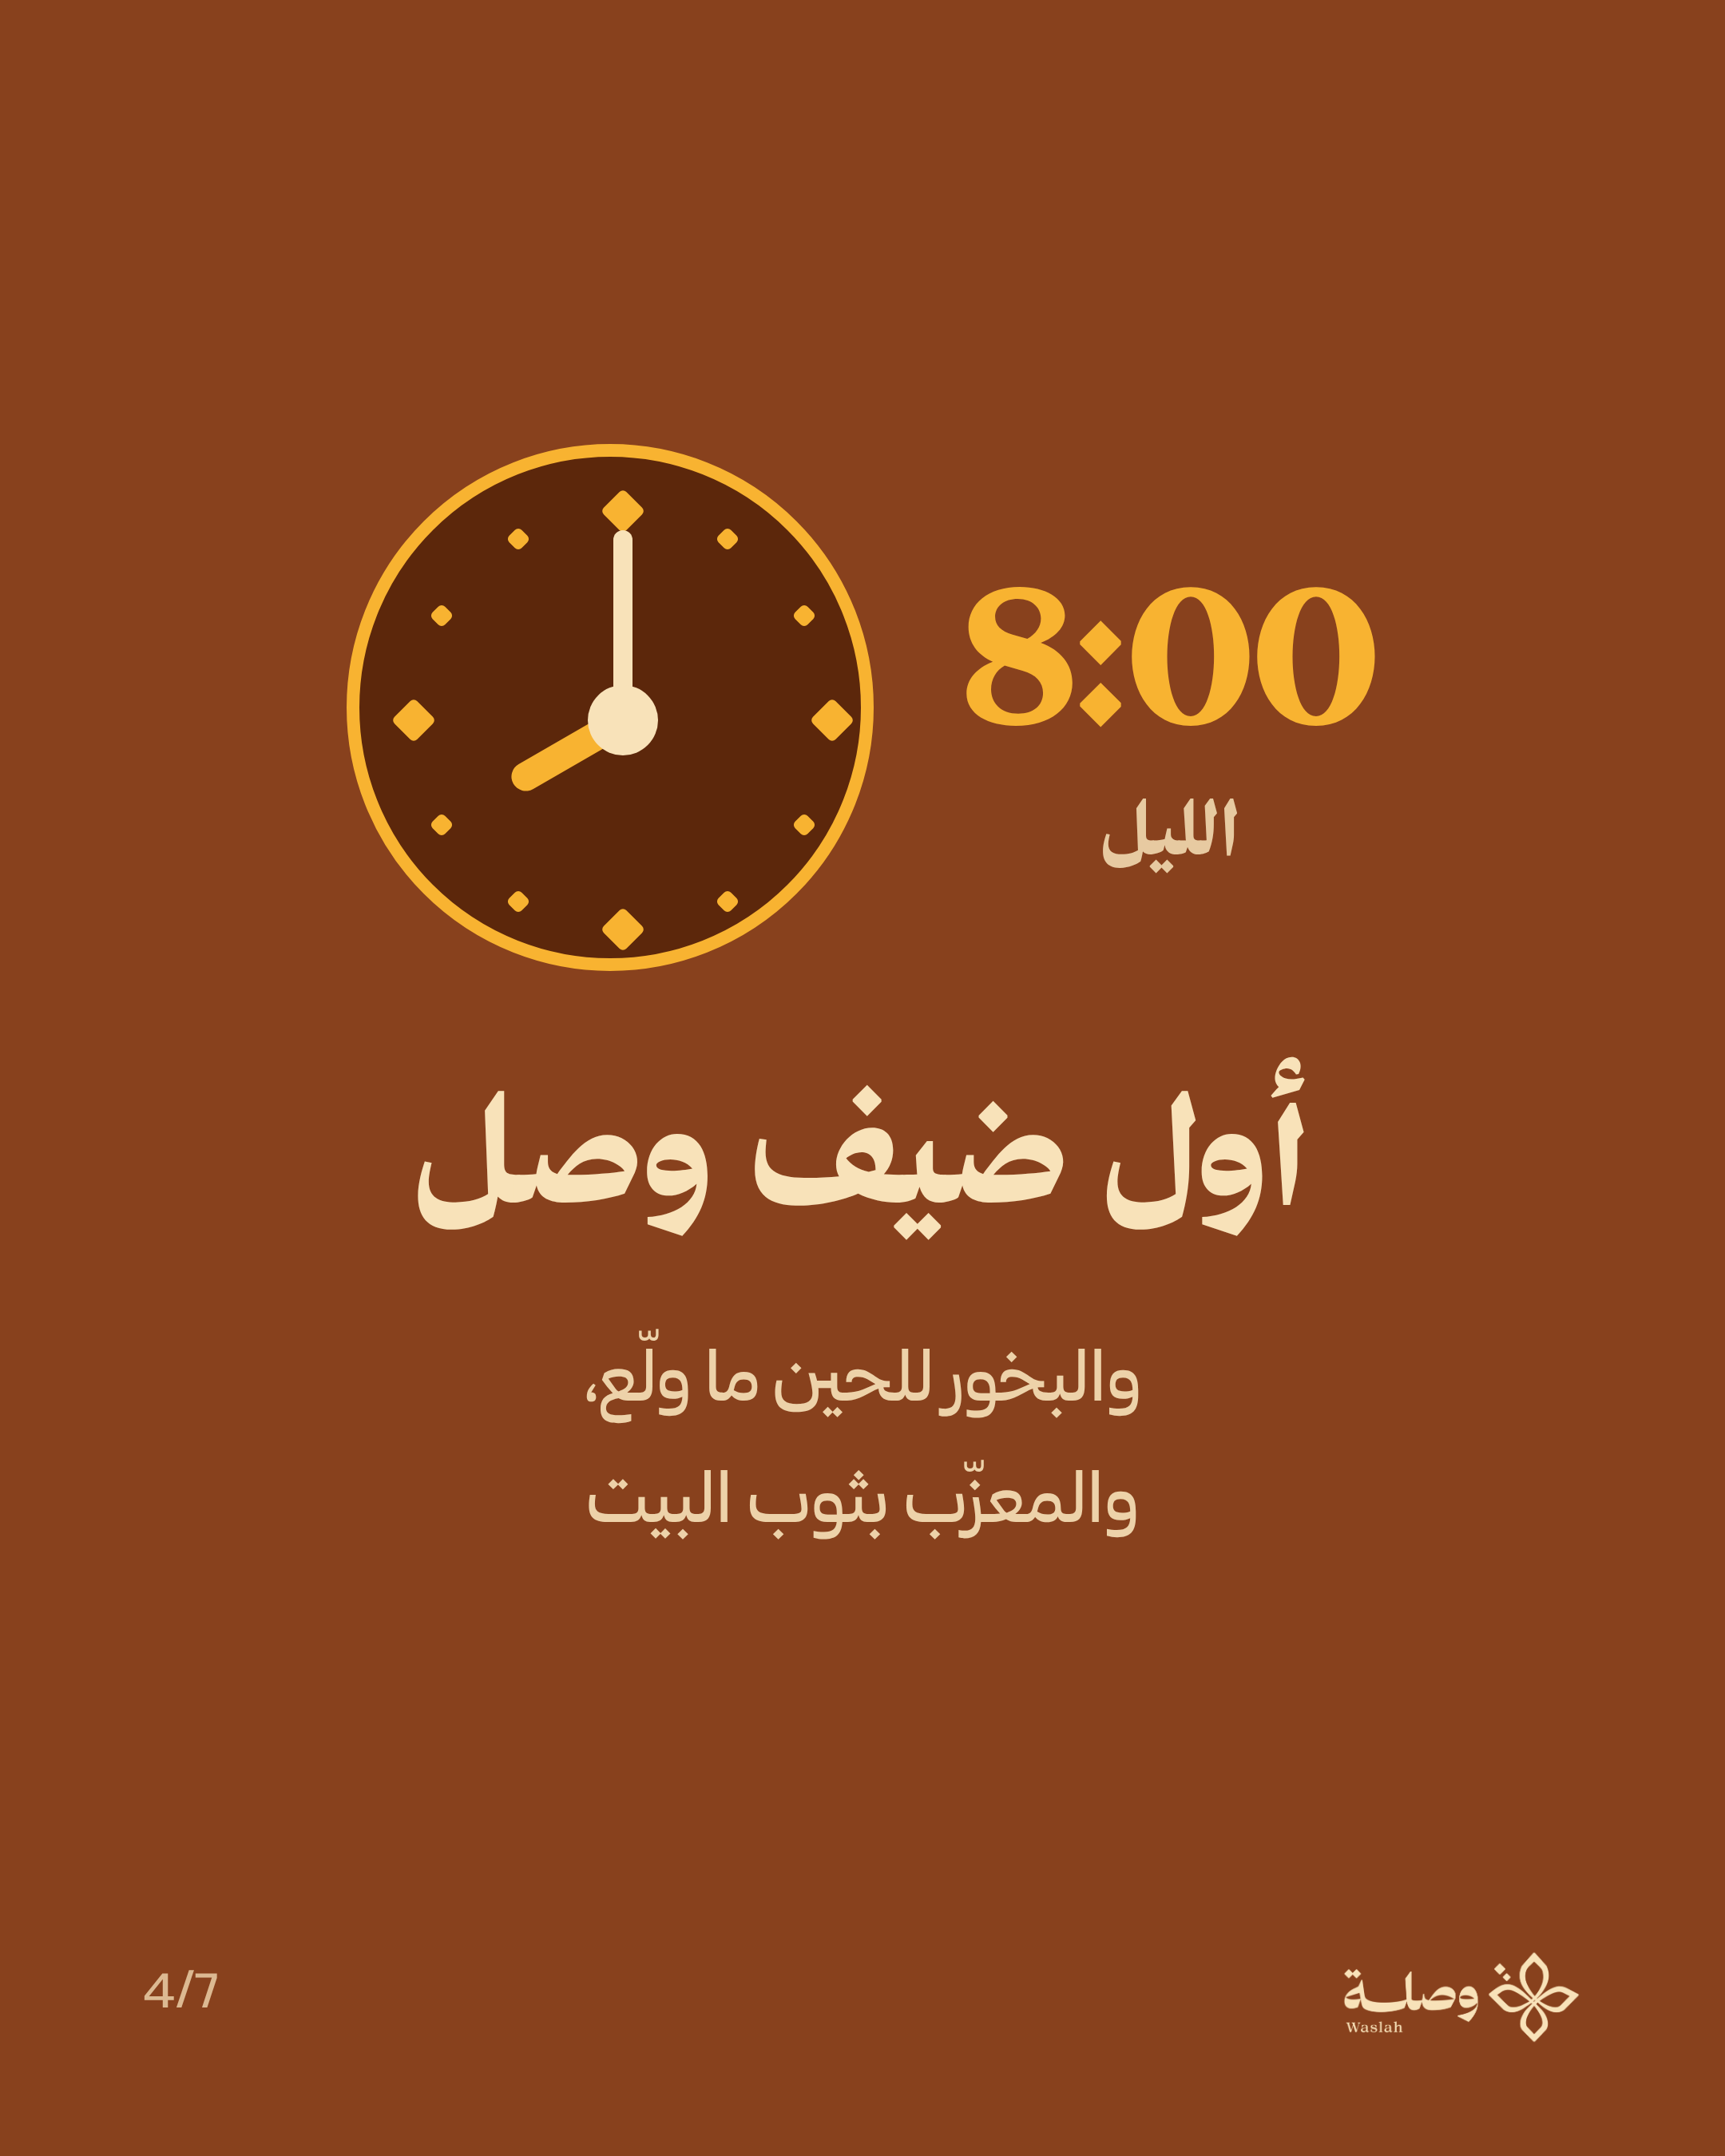 8:00
الليل
أول ضيف وصل
والبخور للحين ما ولّع،
والمعزّب بثوب البيت
4/7
وصلة
Waslah